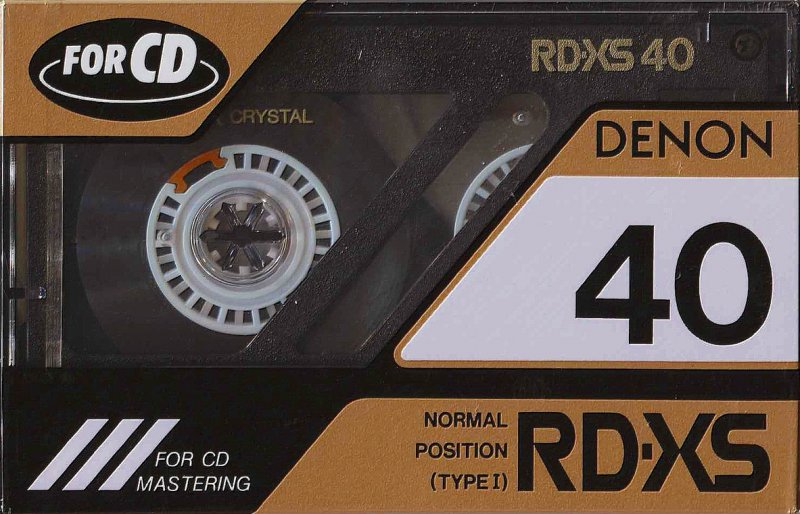 FOR CD
RD-XS 40
CRYSTAL
DENON
40
NORMAL
POSITION
(TYPE I)
RD-XS
FOR CD
MASTERING